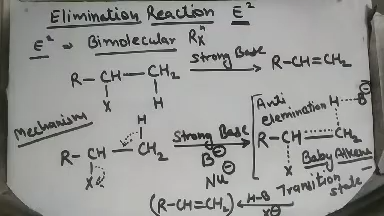 Elimination Reaction E²
E² → Bimolecular Rxⁿ
R–CH–CH₂ Strong Base R–CH=CH₂
X H
Mechanism
Anti elemination H B⊖
H
R–CH–CH₂ Strong Base R–CH CH₂
B⊖ Baby Alkene
X X
Nu⊖ Transition state
(R–CH=CH₂) H–B
X⊖